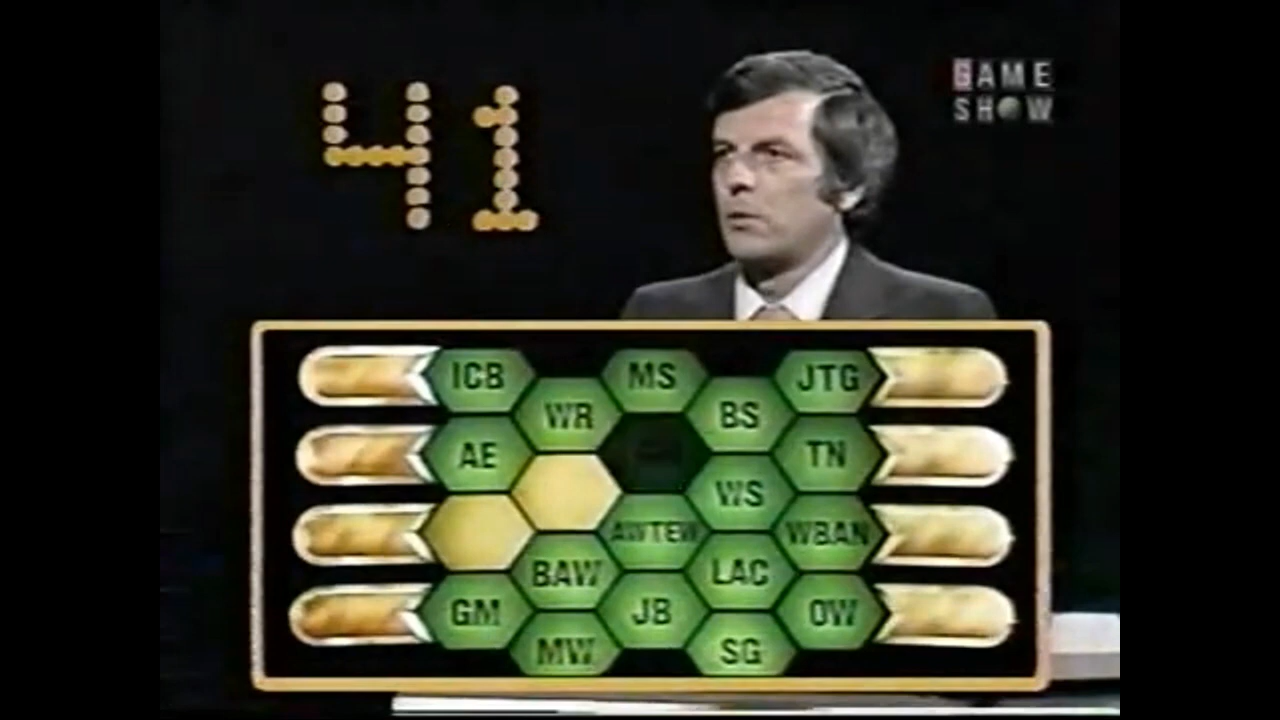 41
GAME
SHOW
ICB
MS
JTG
WR
BS
AE
TN
WS
AWTEW
WBAN
BAW
LAC
GM
JB
OW
MW
SG